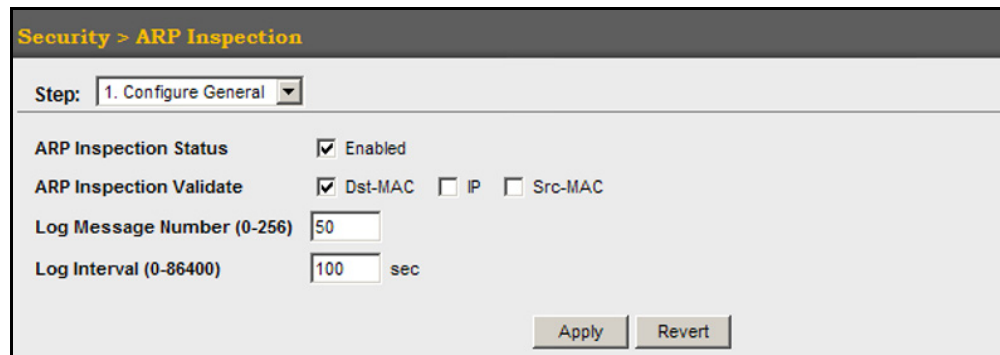 Security > ARP Inspection
Step: 1. Configure General
ARP Inspection Status Enabled
ARP Inspection Validate Dst-MAC IP Src-MAC
Log Message Number (0-256) 50
Log Interval (0-86400) 100 sec
Apply Revert